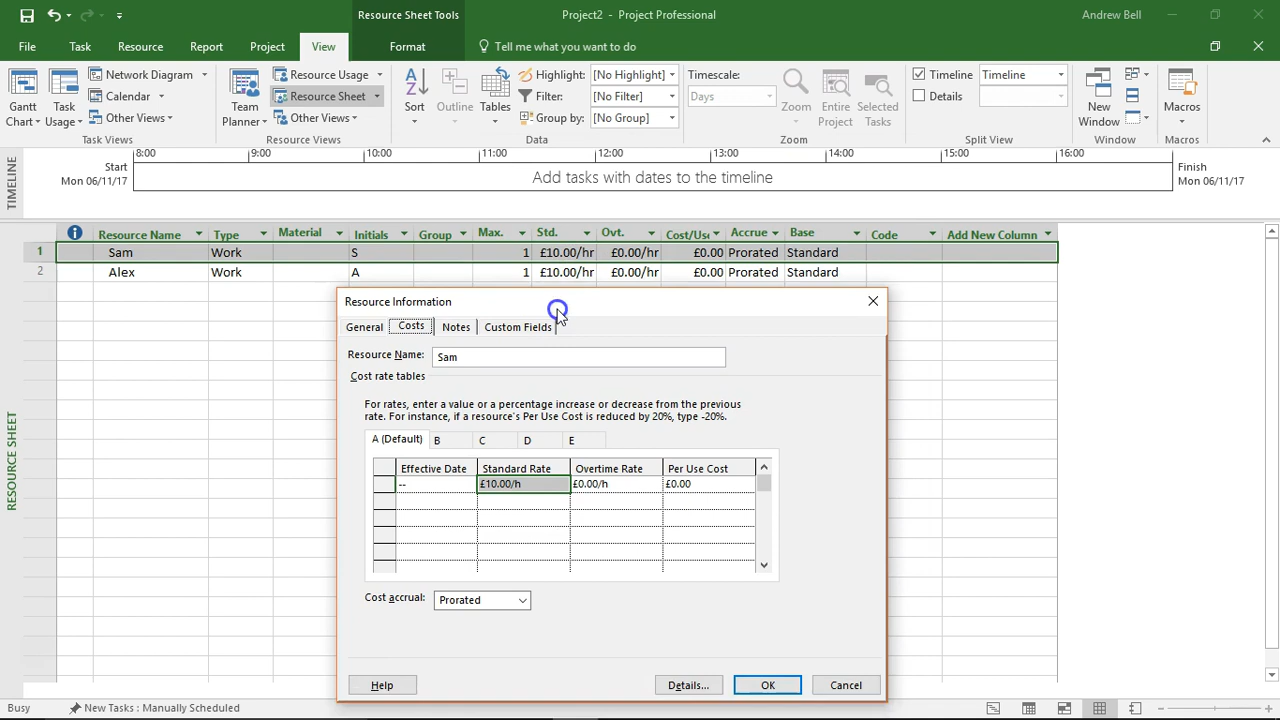 Resource Sheet Tools
Project2 - Project Professional
Andrew Bell
File Task Resource Report Project View Format Tell me what you want to do
Gantt Chart
Task Usage
Network Diagram
Calendar
Other Views
Task Views
Team Planner
Resource Usage
Resource Sheet
Other Views
Resource Views
Sort
Outline
Tables
Highlight: [No Highlight]
Filter: [No Filter]
Group by: [No Group]
Data
Timescale:
Days
Zoom
Entire Project
Selected Tasks
Zoom
Timeline Timeline
Details
Split View
New Window
Window
Macros
Macros
TIMELINE
Start
Mon 06/11/17
8:00 9:00 10:00 11:00 12:00 13:00 14:00 15:00 16:00
Add tasks with dates to the timeline
Finish
Mon 06/11/17
RESOURCE SHEET
Resource Name Type Material Initials Group Max. Std. Ovt. Cost/Use Accrue Base Code Add New Column
1 Sam Work S 1 £10.00/hr £0.00/hr £0.00 Prorated Standard
2 Alex Work A 1 £10.00/hr £0.00/hr £0.00 Prorated Standard
Resource Information
General Costs Notes Custom Fields
Resource Name: Sam
Cost rate tables
For rates, enter a value or a percentage increase or decrease from the previous
rate. For instance, if a resource's Per Use Cost is reduced by 20%, type -20%.
A (Default) B C D E
Effective Date Standard Rate Overtime Rate Per Use Cost
-- £10.00/h £0.00/h £0.00
Cost accrual: Prorated
Help Details... OK Cancel
Busy New Tasks : Manually Scheduled